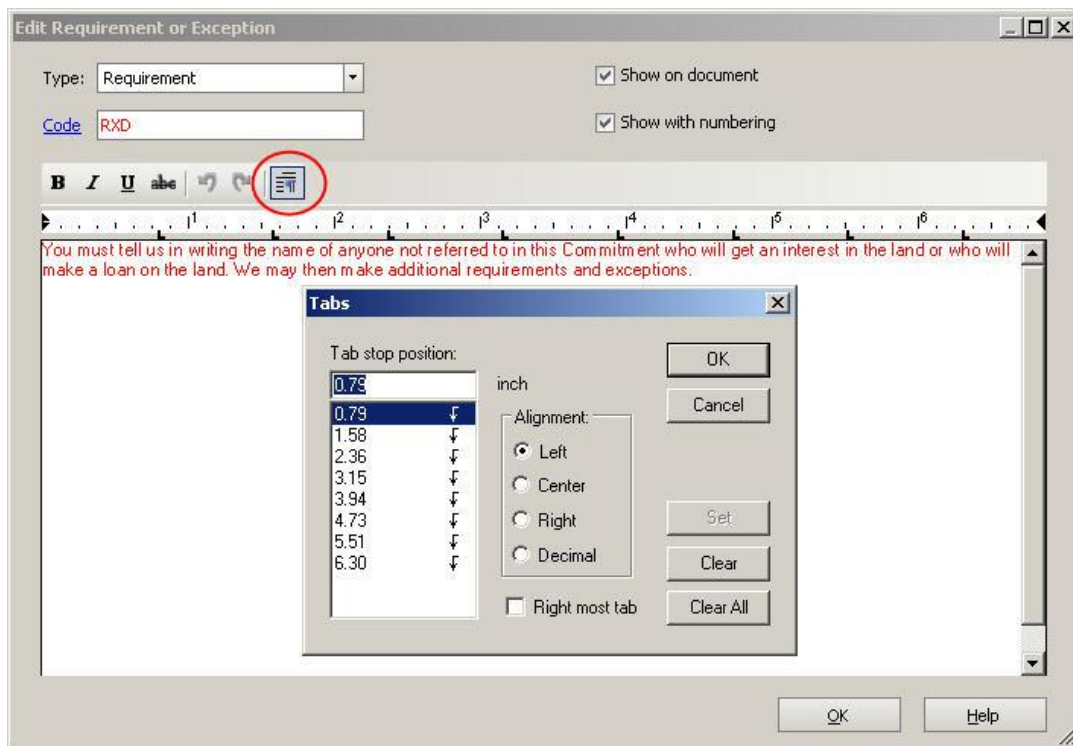 Edit Requirement or Exception
Type: Requirement
Show on document
Code RXD
Show with numbering
B I U abc
1 2 3 4 5 6
You must tell us in writing the name of anyone not referred to in this Commitment who will get an interest in the land or who will
make a loan on the land. We may then make additional requirements and exceptions.
Tabs
Tab stop position:
0.79 inch
0.79
1.58
2.36
3.15
3.94
4.73
5.51
6.30
Alignment:
Left
Center
Right
Decimal
Right most tab
OK
Cancel
Set
Clear
Clear All
OK Help